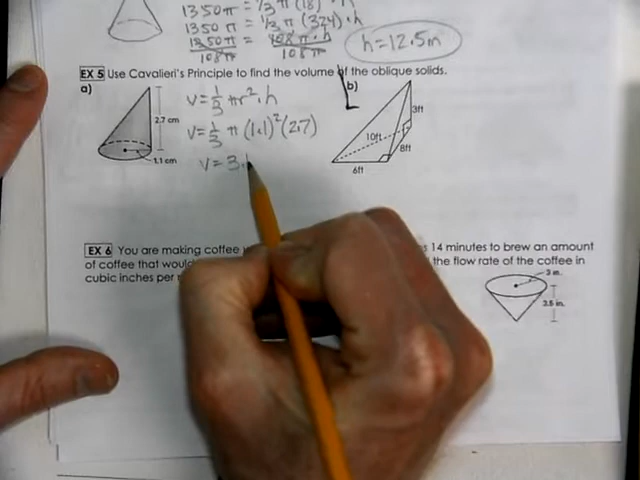 1350π = 1/3 π (18)² · h
1350π = 1/3 π (324) · h
1350π = 108π · h
108π 108π
h = 12.5m
EX 5 Use Cavalieri's Principle to find the volume of the oblique solids.
a) b)
V = 1/3 πr² · h
2.7 cm
3ft
V = 1/3 π (1.1)² (2.7)
10ft
8ft
1.1 cm
V = 3.
6ft
EX 6 You are making coffee 14 minutes to brew an amount
of coffee that would the flow rate of the coffee in
cubic inches per
3 in.
3.5 in.